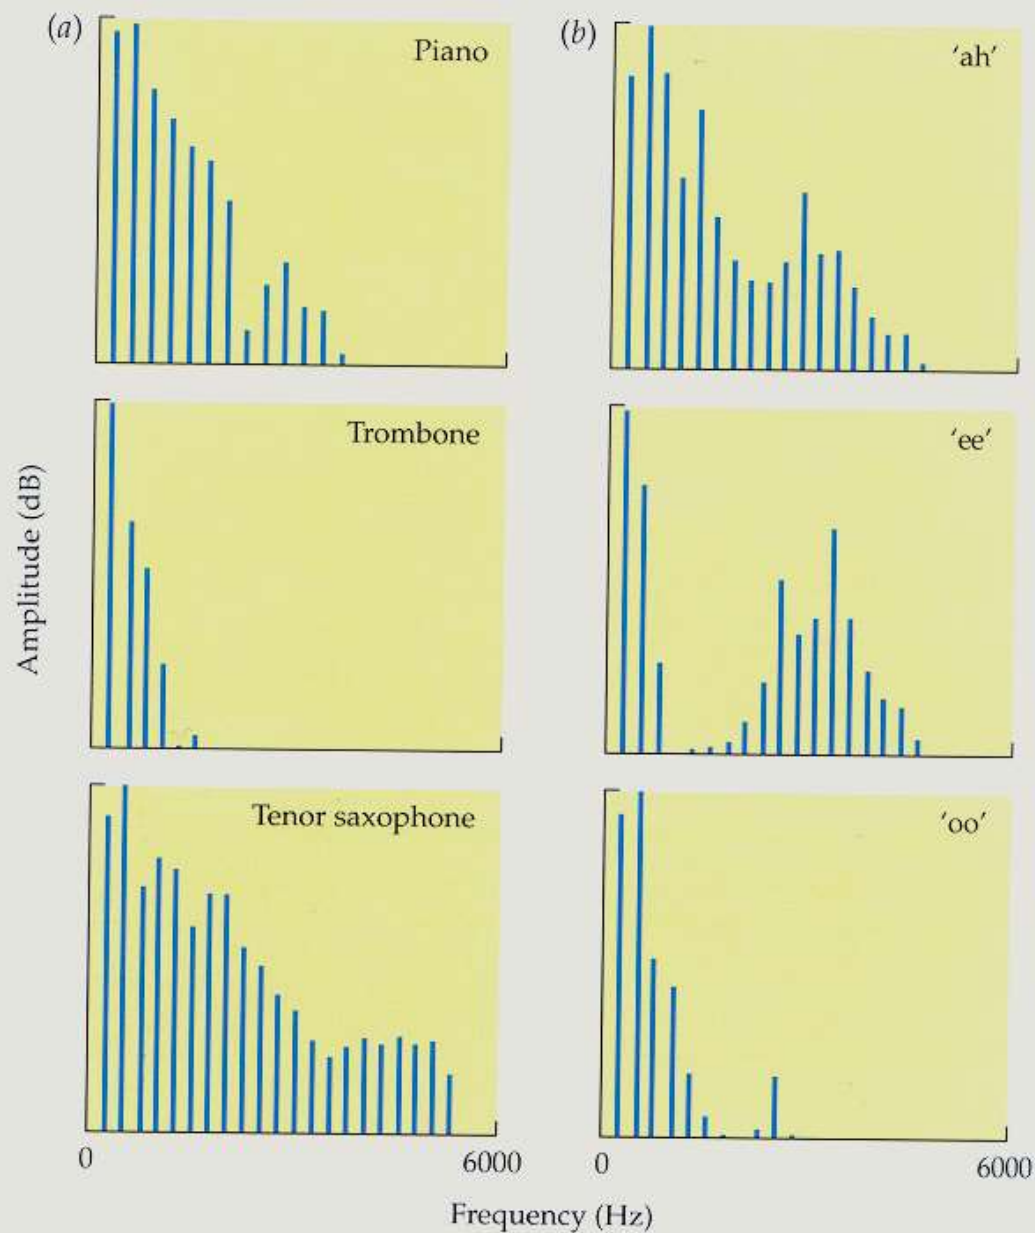 (a)
Piano
(b)
'ah'
Trombone
'ee'
Amplitude (dB)
Tenor saxophone
'oo'
0
6000
0
6000
Frequency (Hz)